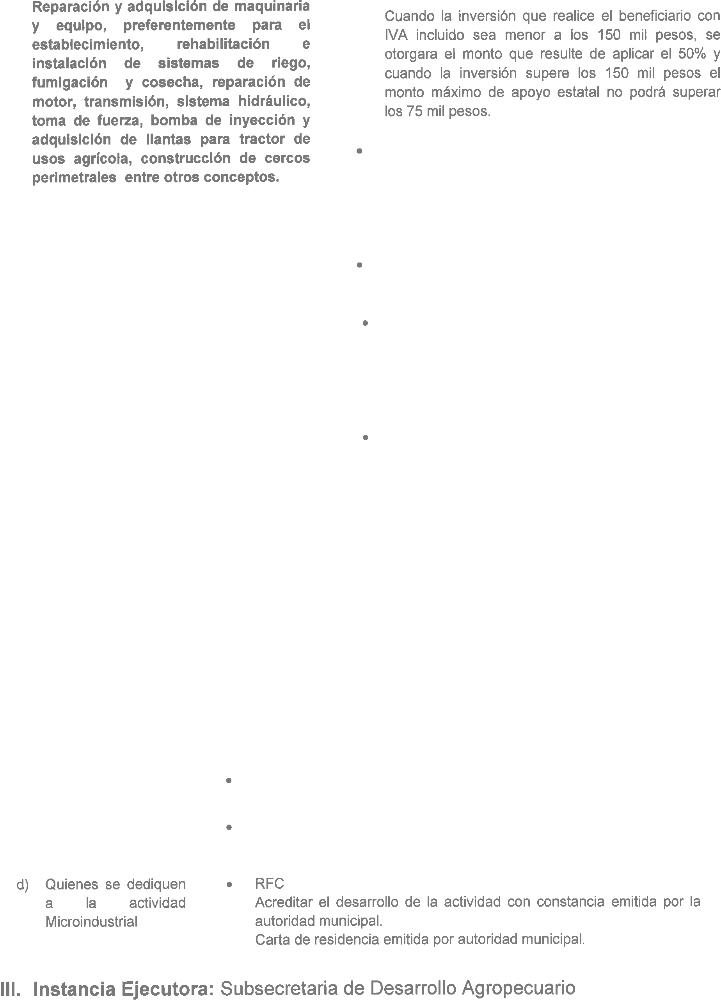 Reparación y adquisición de maquinaria
y equipo, preferentemente para el
establecimiento, rehabilitación e
instalación de sistemas de riego,
fumigación y cosecha, reparación de
motor, transmisión, sistema hidráulico,
toma de fuerza, bomba de inyección y
adquisición de llantas para tractor de
usos agrícola, construcción de cercos
perimetrales entre otros conceptos.
Cuando la inversión que realice el beneficiario con
IVA incluido sea menor a los 150 mil pesos, se
otorgara el monto que resulte de aplicar el 50% y
cuando la inversión supere los 150 mil pesos el
monto máximo de apoyo estatal no podrá superar
los 75 mil pesos.
•
•
•
•
•
•
d) Quienes se dediquen
a la actividad
Microindustrial
• RFC
Acreditar el desarrollo de la actividad con constancia emitida por la
autoridad municipal.
Carta de residencia emitida por autoridad municipal.
III. Instancia Ejecutora: Subsecretaria de Desarrollo Agropecuario